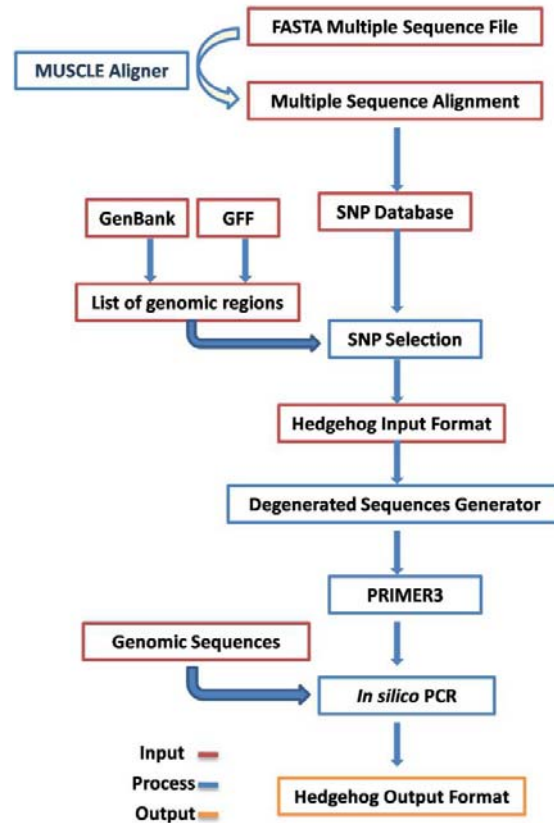 FASTA Multiple Sequence File
MUSCLE Aligner
Multiple Sequence Alignment
GenBank
GFF
SNP Database
List of genomic regions
SNP Selection
Hedgehog Input Format
Degenerated Sequences Generator
PRIMER3
Genomic Sequences
In silico PCR
Input
Process
Output
Hedgehog Output Format